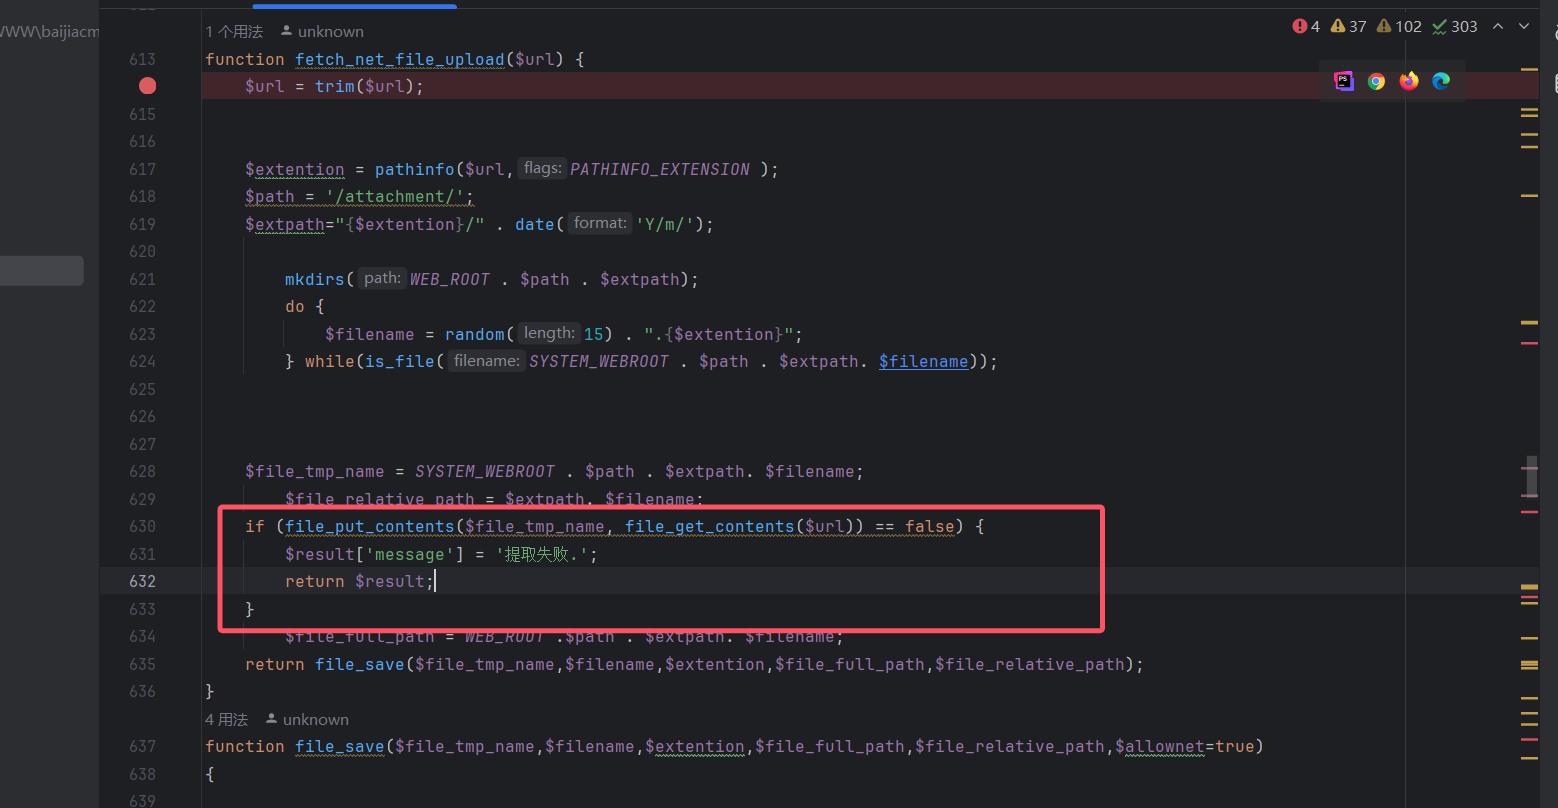 1 个用法 unknown
4 37 102 303
WWW\baijiacm
613 function fetch_net_file_upload($url) {
$url = trim($url);
615
616
617 $extention = pathinfo($url, flags: PATHINFO_EXTENSION );
618 $path = '/attachment/';
619 $extpath="{$extention}/" . date( format: 'Y/m/');
620
621 mkdirs( path: WEB_ROOT . $path . $extpath);
622 do {
623 $filename = random( length: 15) . ".{$extention}";
624 } while(is_file( filename: SYSTEM_WEBROOT . $path . $extpath. $filename));
625
626
627
628 $file_tmp_name = SYSTEM_WEBROOT . $path . $extpath. $filename;
629 $file_relative_path = $extpath. $filename;
630 if (file_put_contents($file_tmp_name, file_get_contents($url)) == false) {
631 $result['message'] = '提取失败.';
632 return $result;
633 }
634 $file_full_path = WEB_ROOT .$path . $extpath. $filename;
635 return file_save($file_tmp_name,$filename,$extention,$file_full_path,$file_relative_path);
636 }
4 用法 unknown
637 function file_save($file_tmp_name,$filename,$extention,$file_full_path,$file_relative_path,$allownet=true)
638 {
639